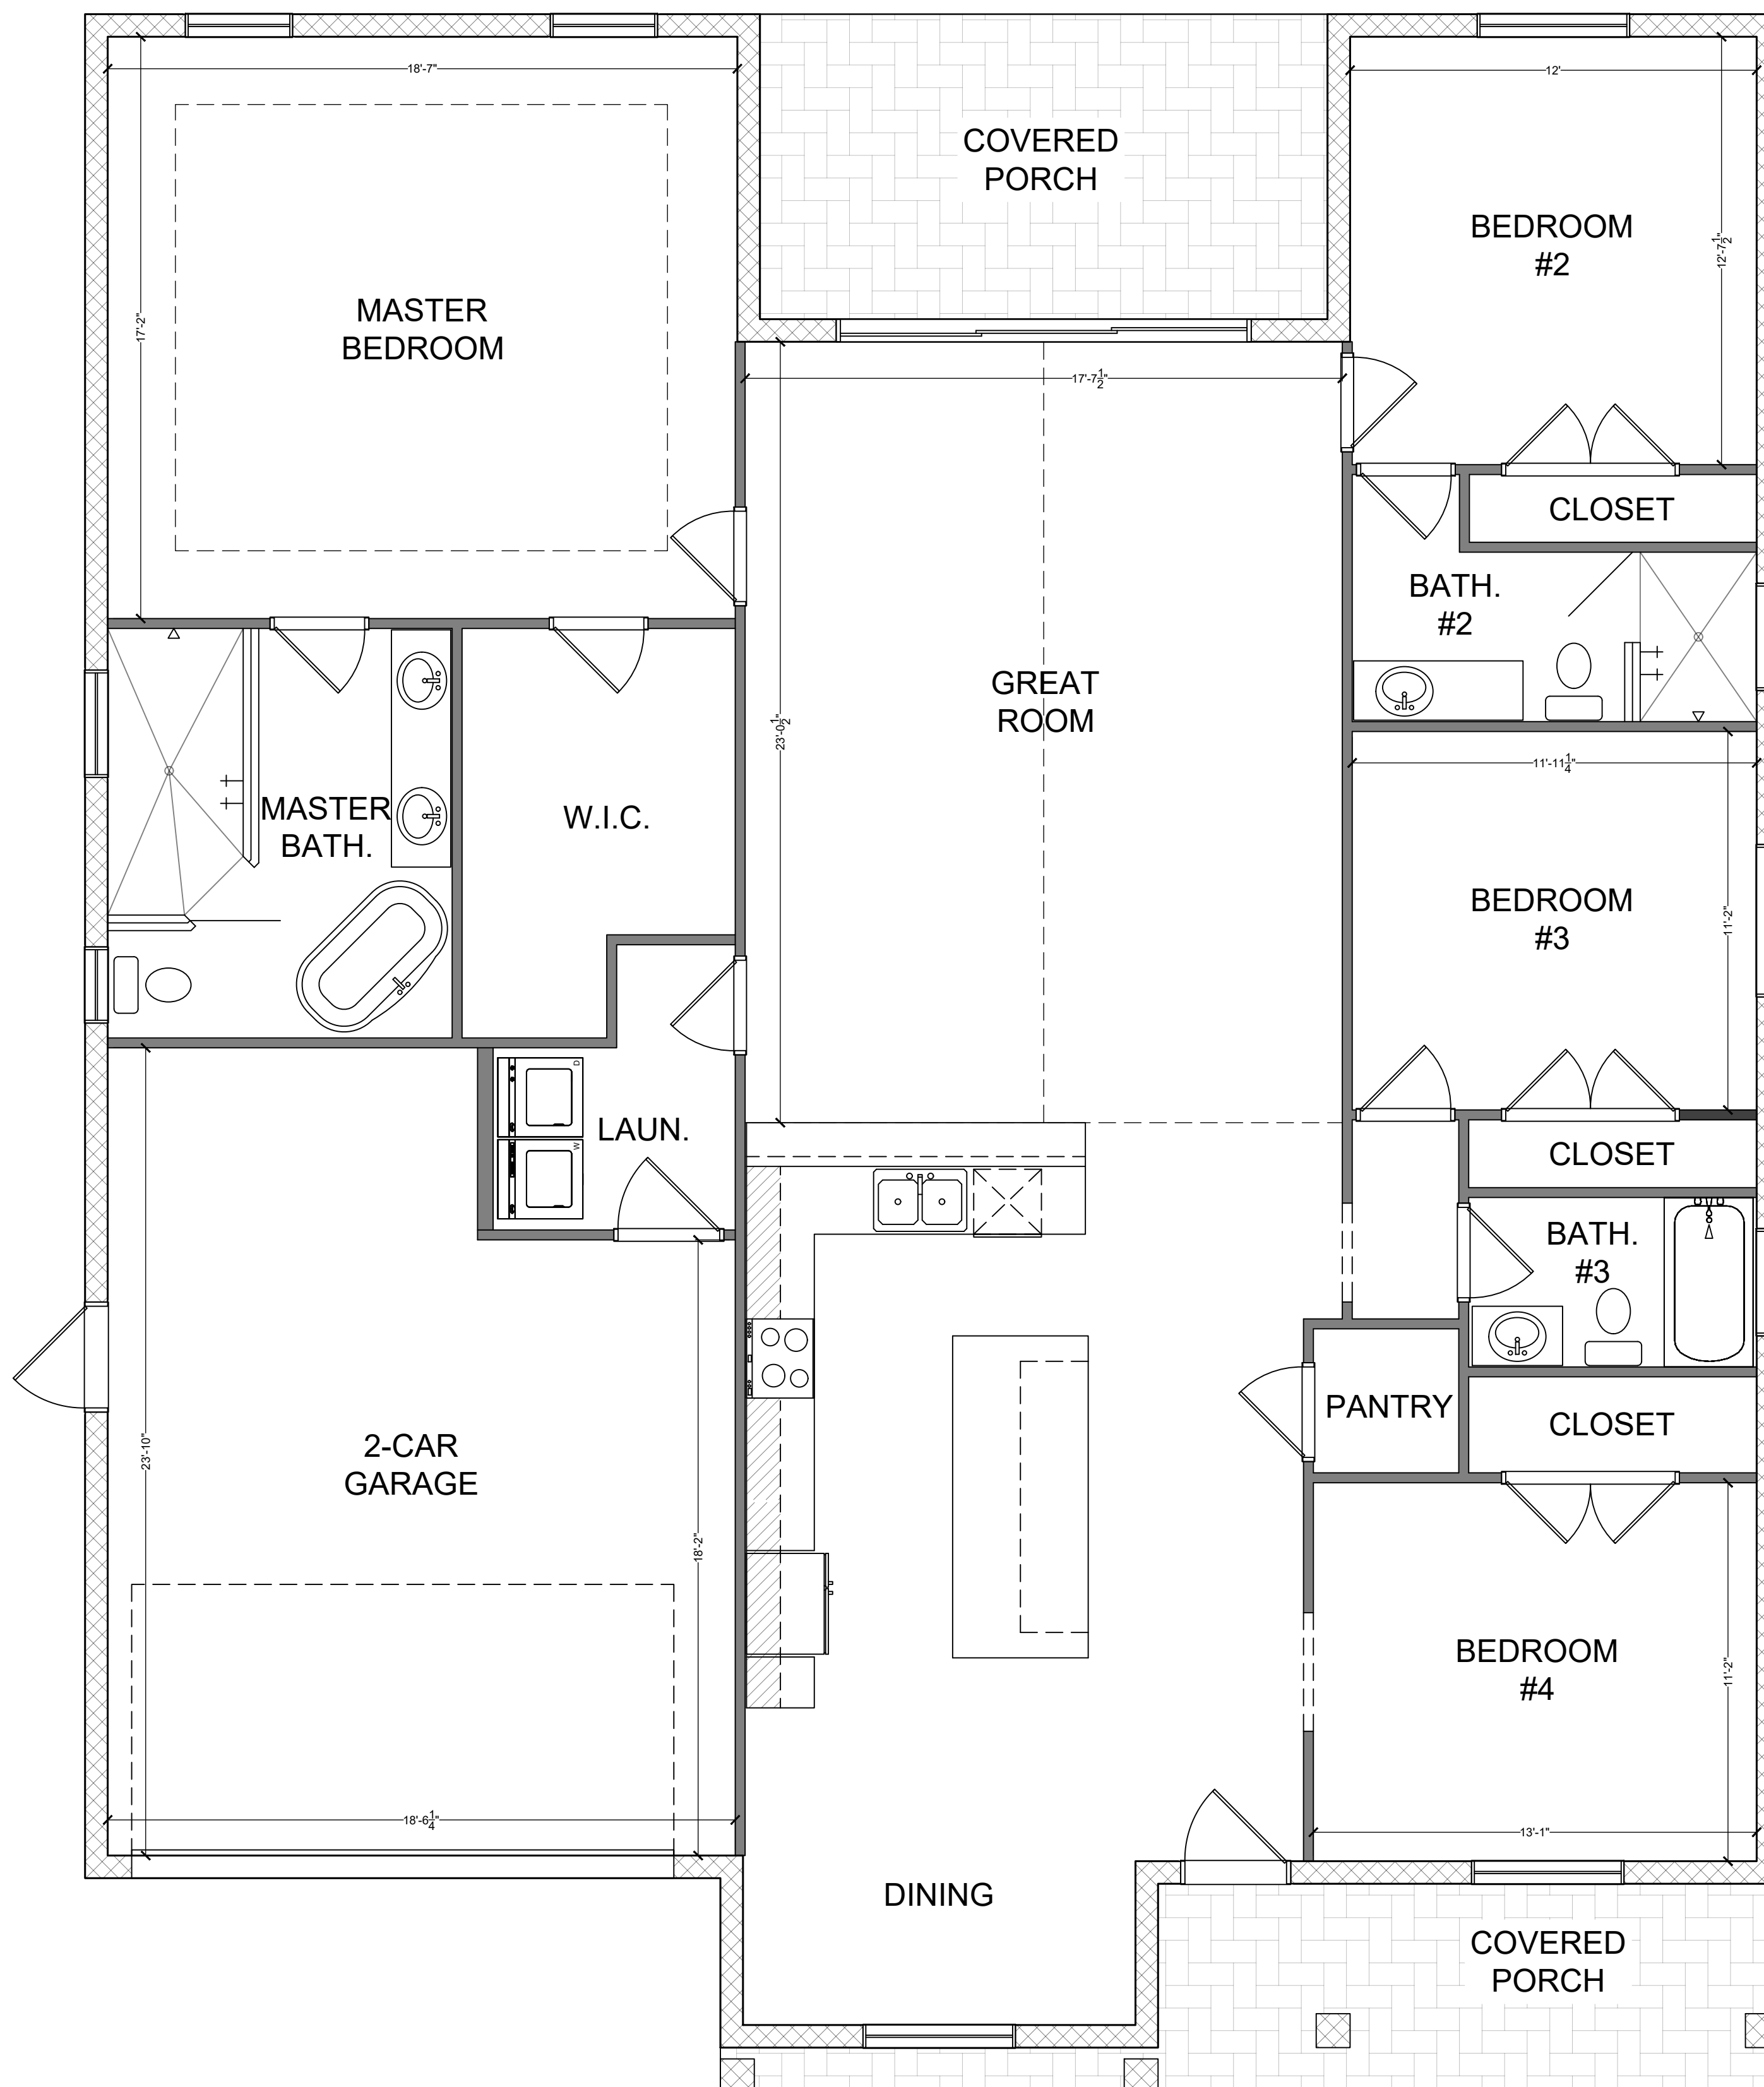 18'-7"
12'
COVERED
PORCH
BEDROOM
#2
12'-7 1/2"
MASTER
BEDROOM
17'-2"
17'-7 1/2"
CLOSET
BATH.
#2
GREAT
ROOM
23'-0 1/2"
11'-11 1/4"
MASTER
BATH.
W.I.C.
BEDROOM
#3
11'-2"
D
LAUN.
W
CLOSET
BATH.
#3
PANTRY
CLOSET
2-CAR
GARAGE
23'-10"
18'-2"
BEDROOM
#4
11'-2"
18'-6 1/4"
13'-1"
DINING
COVERED
PORCH